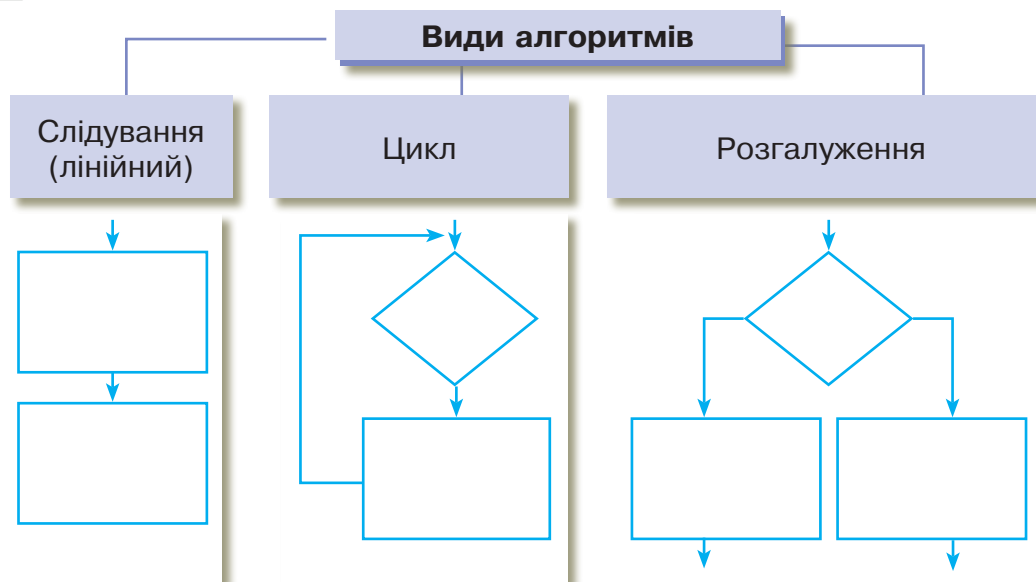 Види алгоритмів
Слідування
(лінійний)
Цикл
Розгалуження